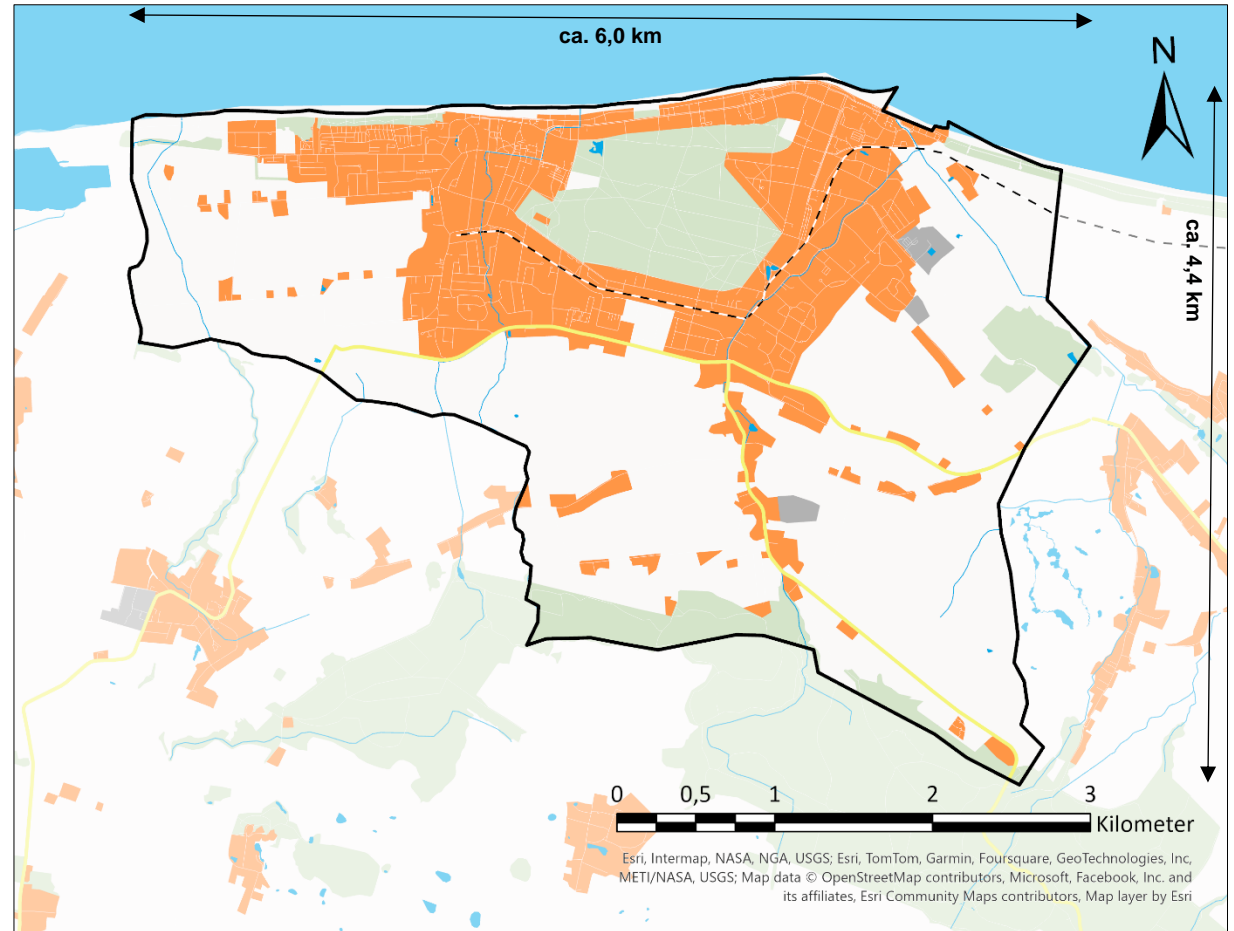 ca. 6,0 km
N
ca, 4,4 km
0 0,5 1 2 3
Kilometer
Esri, Intermap, NASA, NGA, USGS; Esri, TomTom, Garmin, Foursquare, GeoTechnologies, Inc,
METI/NASA, USGS; Map data © OpenStreetMap contributors, Microsoft, Facebook, Inc. and
its affiliates, Esri Community Maps contributors, Map layer by Esri